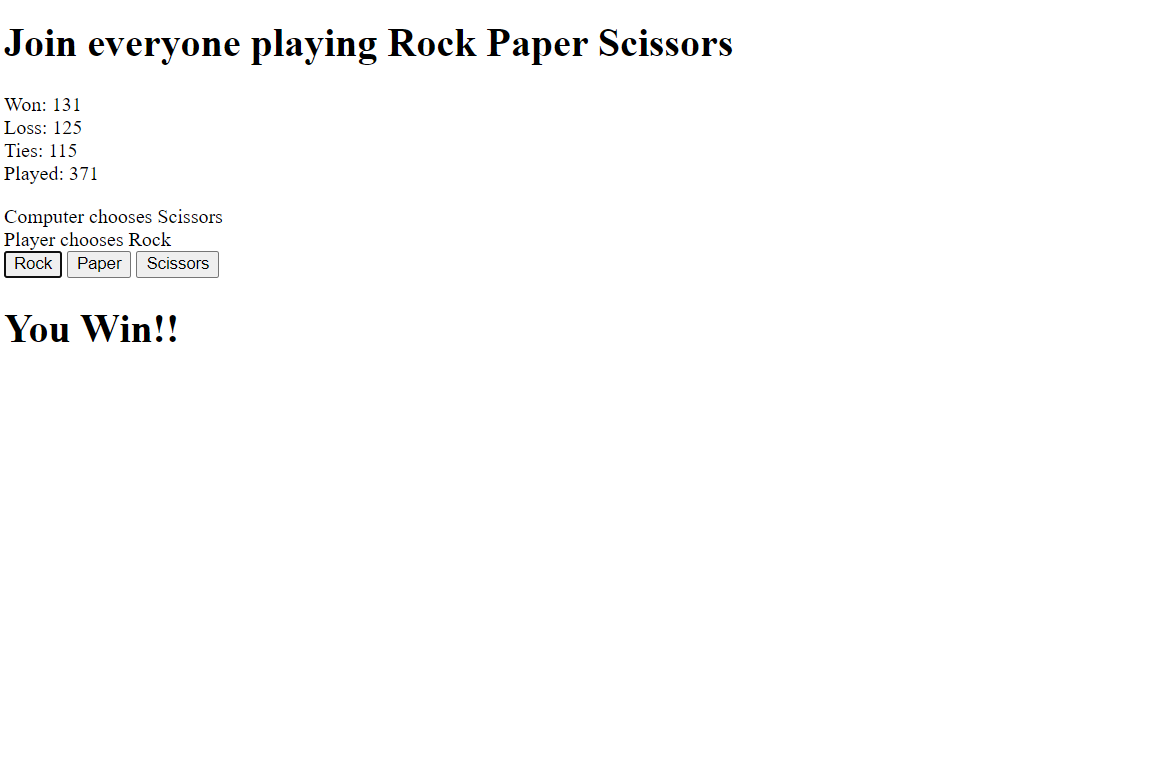 Join everyone playing Rock Paper Scissors
Won: 131
Loss: 125
Ties: 115
Played: 371
Computer chooses Scissors
Player chooses Rock
Rock Paper Scissors
You Win!!